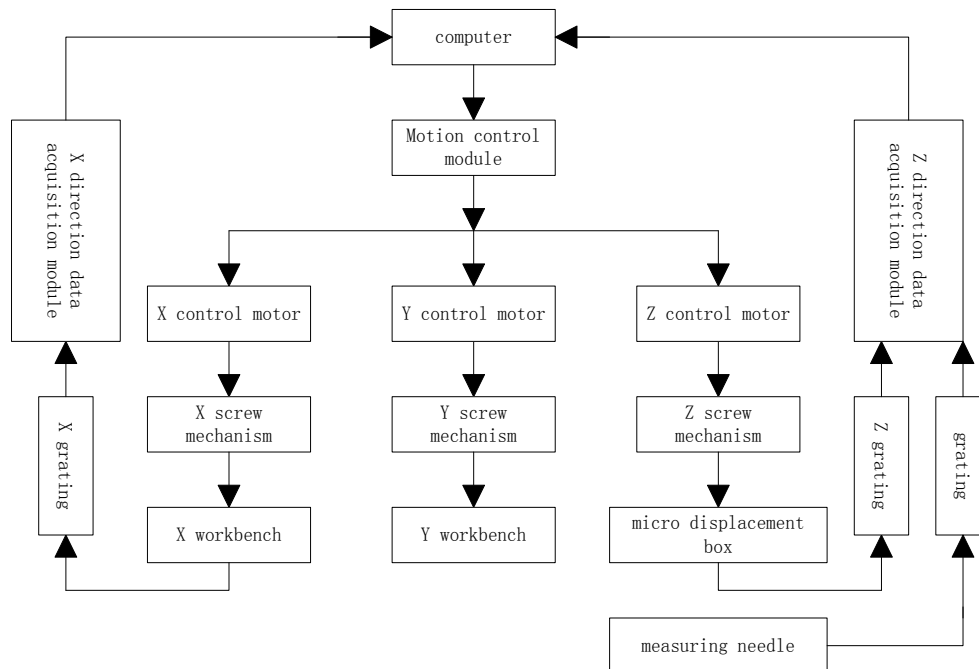 computer
Motion control
module
X direction data
acquisition module
Z direction data
acquisition module
X control motor
Y control motor
Z control motor
X screw
mechanism
Y screw
mechanism
Z screw
mechanism
X grating
Z grating
grating
X workbench
Y workbench
micro displacement
box
measuring needle